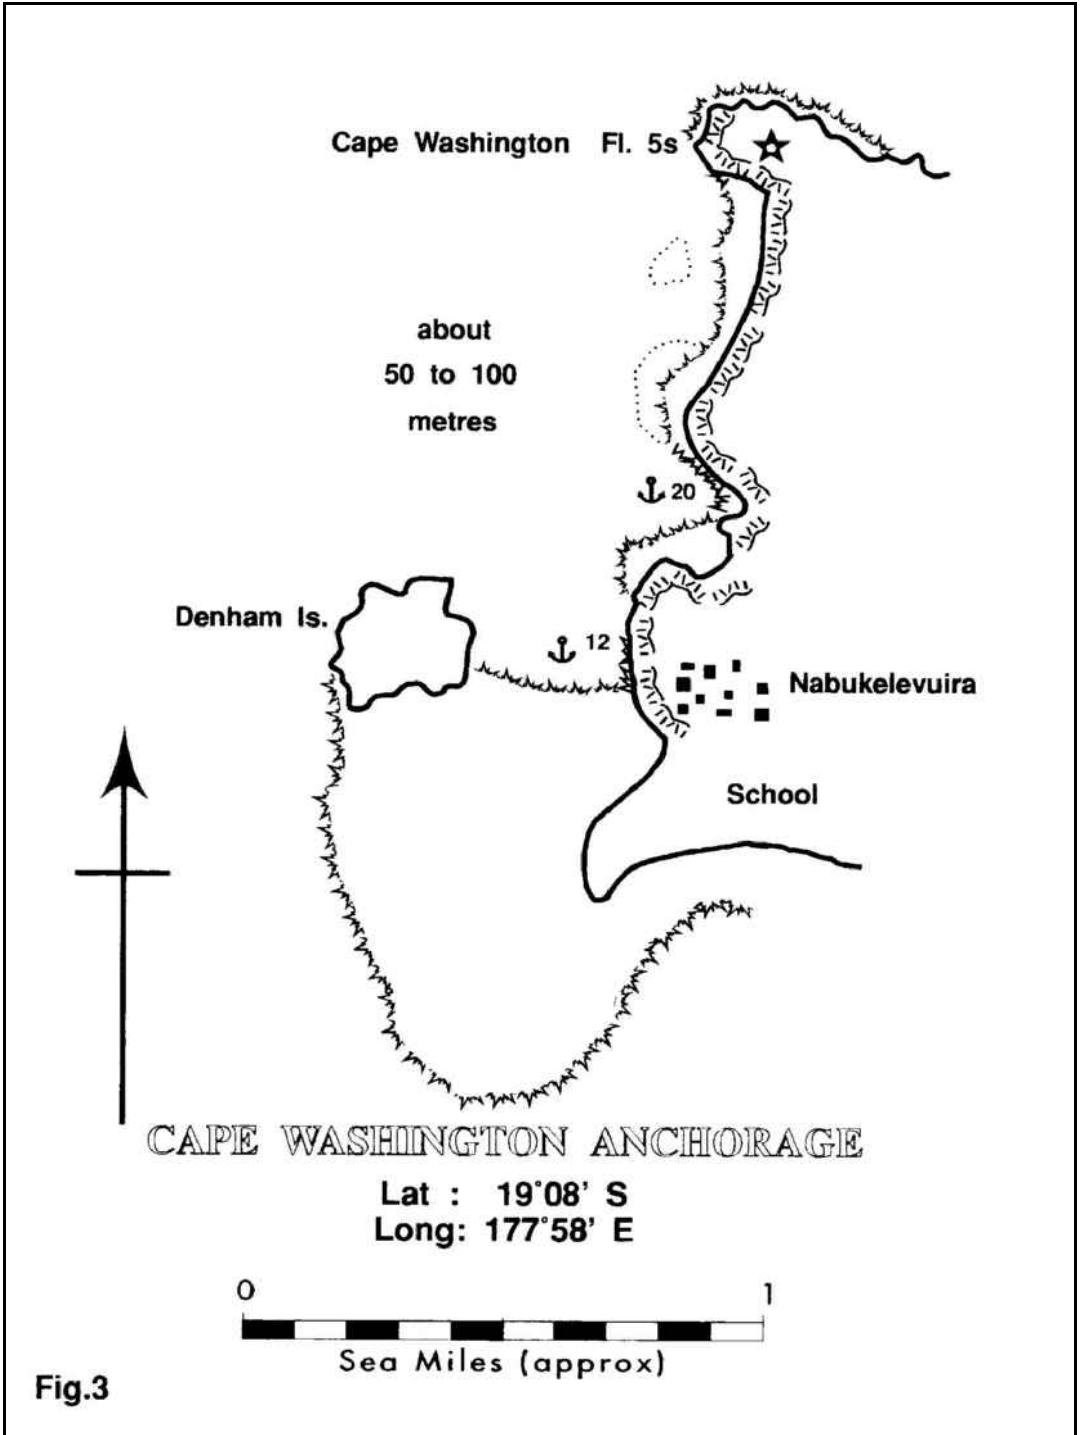 Cape Washington Fl. 5s
about
50 to 100
metres
20
Denham Is.
12
Nabukelevuira
School
CAPE WASHINGTON ANCHORAGE
Lat : 19°08' S
Long: 177°58' E
0 1
Sea Miles (approx)
Fig.3